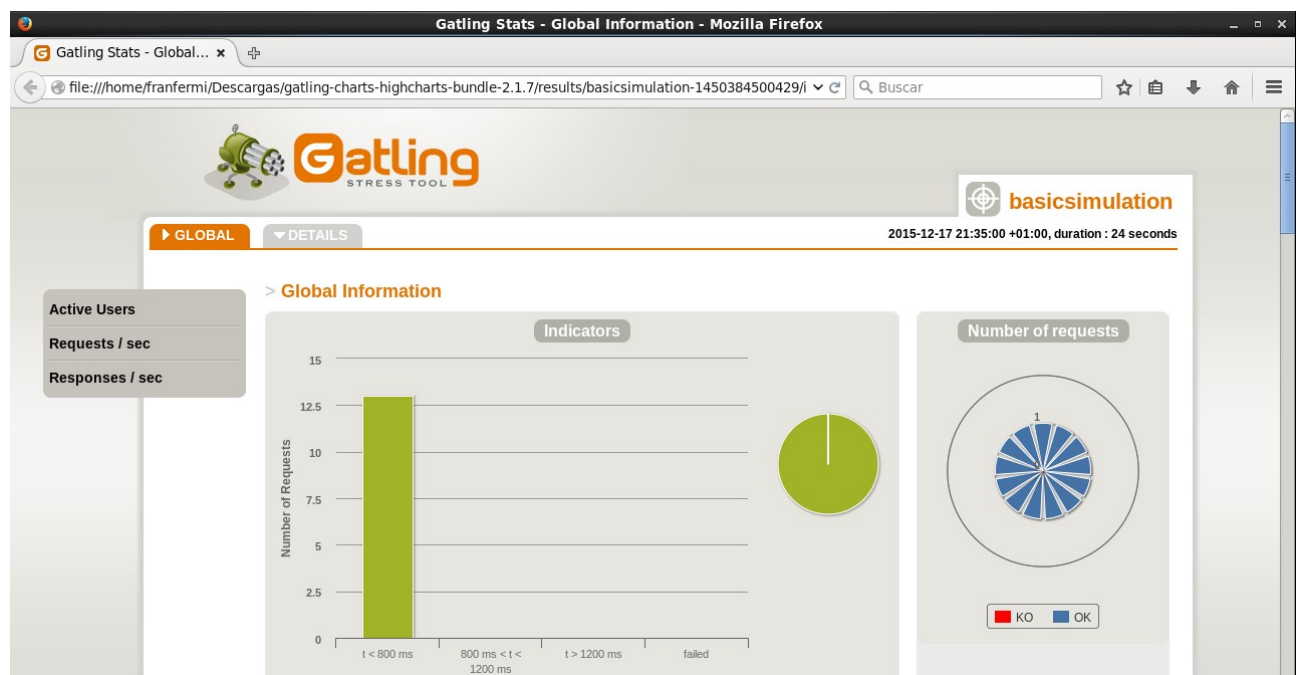 Gatling Stats - Global Information - Mozilla Firefox
Gatling Stats - Global...
file:///home/franfermi/Descargas/gatling-charts-highcharts-bundle-2.1.7/results/basicsimulation-1450384500429/i
Buscar
Gatling
STRESS TOOL
basicsimulation
GLOBAL
DETAILS
2015-12-17 21:35:00 +01:00, duration : 24 seconds
> Global Information
Active Users
Requests / sec
Responses / sec
Indicators
Number of Requests
15
12.5
10
7.5
5
2.5
0
t < 800 ms
800 ms < t <
1200 ms
t > 1200 ms
failed
Number of requests
1
KO
OK